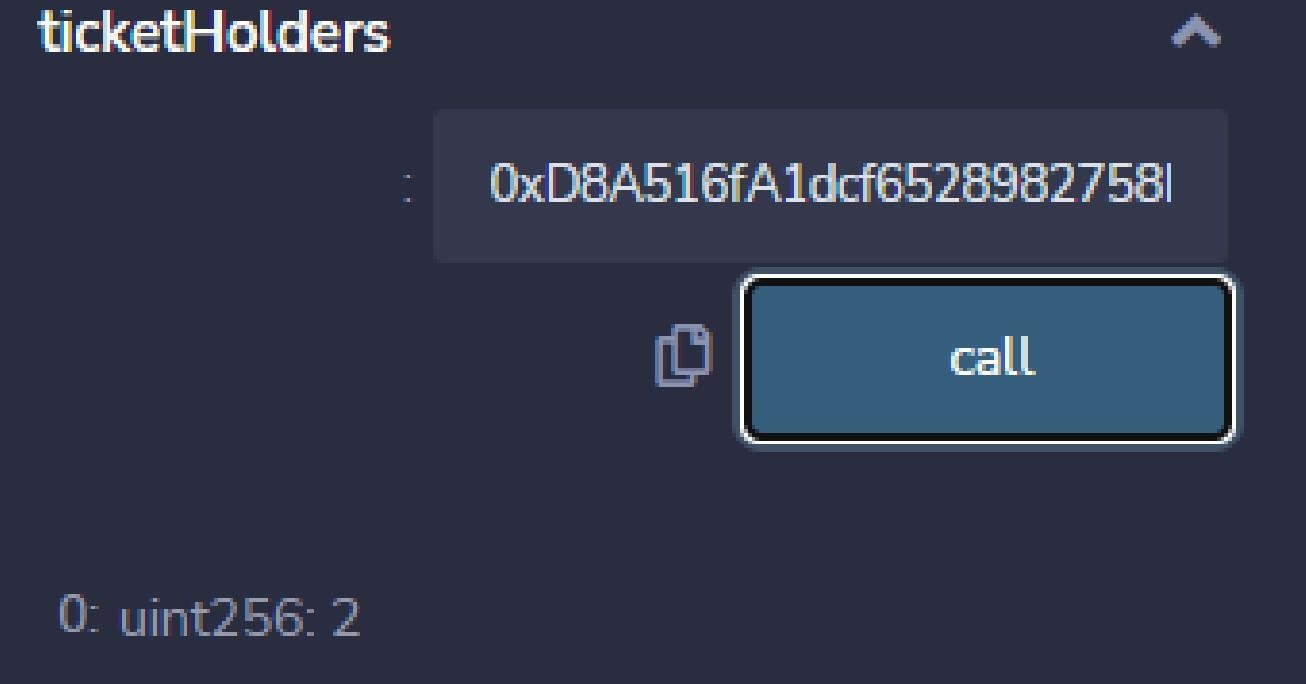 ticketHolders
: 0xD8A516fA1dcf6528982758
call
0: uint256: 2